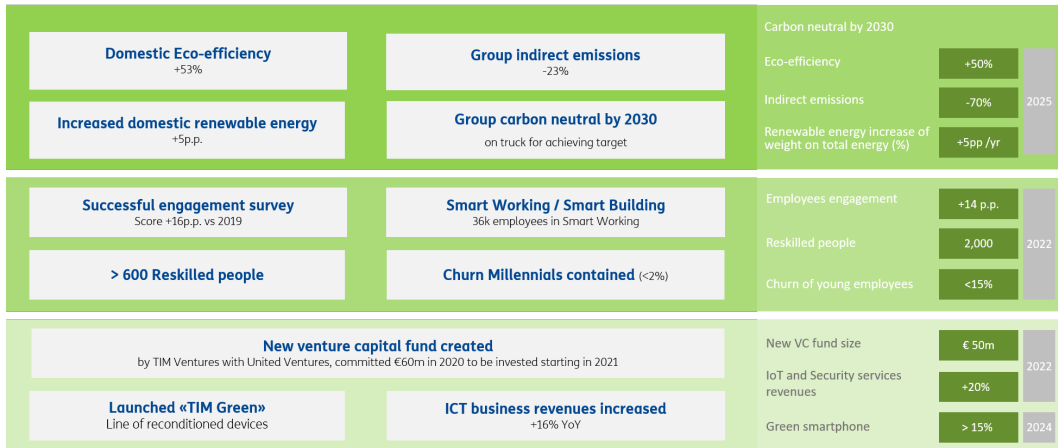 Domestic Eco-efficiency
+53%
Group indirect emissions
-23%
Increased domestic renewable energy
+5p.p.
Group carbon neutral by 2030
on truck for achieving target
Carbon neutral by 2030
Eco-efficiency
+50%
Indirect emissions
-70%
Renewable energy increase of
weight on total energy (%)
+5pp /yr
2025
Successful engagement survey
Score +16p.p. vs 2019
Smart Working / Smart Building
36k employees in Smart Working
> 600 Reskilled people
Churn Millennials contained (<2%)
Employees engagement
+14 p.p.
Reskilled people
2,000
Churn of young employees
<15%
2022
New venture capital fund created
by TIM Ventures with United Ventures, committed €60m in 2020 to be invested starting in 2021
Launched «TIM Green»
Line of reconditioned devices
ICT business revenues increased
+16% YoY
New VC fund size
€ 50m
IoT and Security services
revenues
+20%
2022
Green smartphone
> 15%
2024